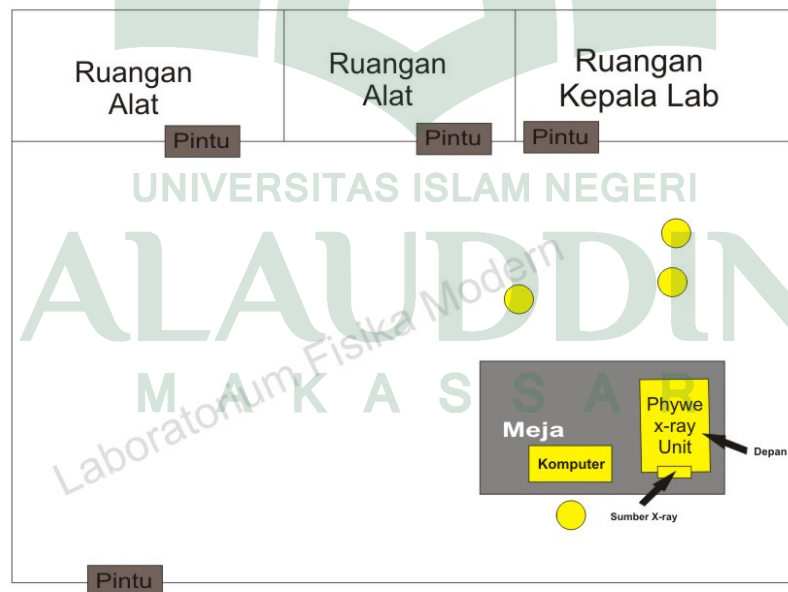 Ruangan
Alat
Ruangan
Alat
Ruangan
Kepala Lab
Pintu
Pintu
Pintu
UNIVERSITAS ISLAM NEGERI
ALAUDDIN
MAKASSAR
Laboratorium Fisika Modern
Meja
Komputer
Phywe
x-ray
Unit
Depan
Sumber X-ray
Pintu